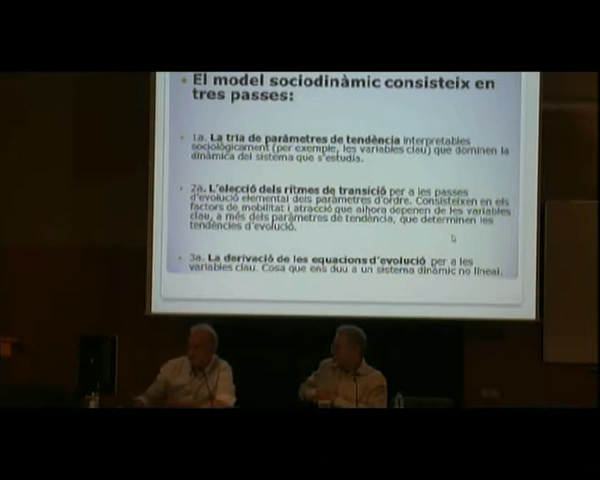 El model sociodinàmic consisteix en
tres passes:
1a. La tria de paràmetres de tendència interpretables
sociològicament (per exemple, les variables clau) que dominen la
dinàmica del sistema que s'estudia.
2a. L'elecció dels ritmes de transició per a les passes
d'evolució elemental dels paràmetres d'ordre. Consisteixen en els
factors de mobilitat i atracció que alhora depenen de les variables
clau, a més dels paràmetres de tendència, que determinen les
tendències d'evolució.
3a. La derivació de les equacions d'evolució per a les
variables clau. Cosa que ens duu a un sistema dinàmic no lineal.